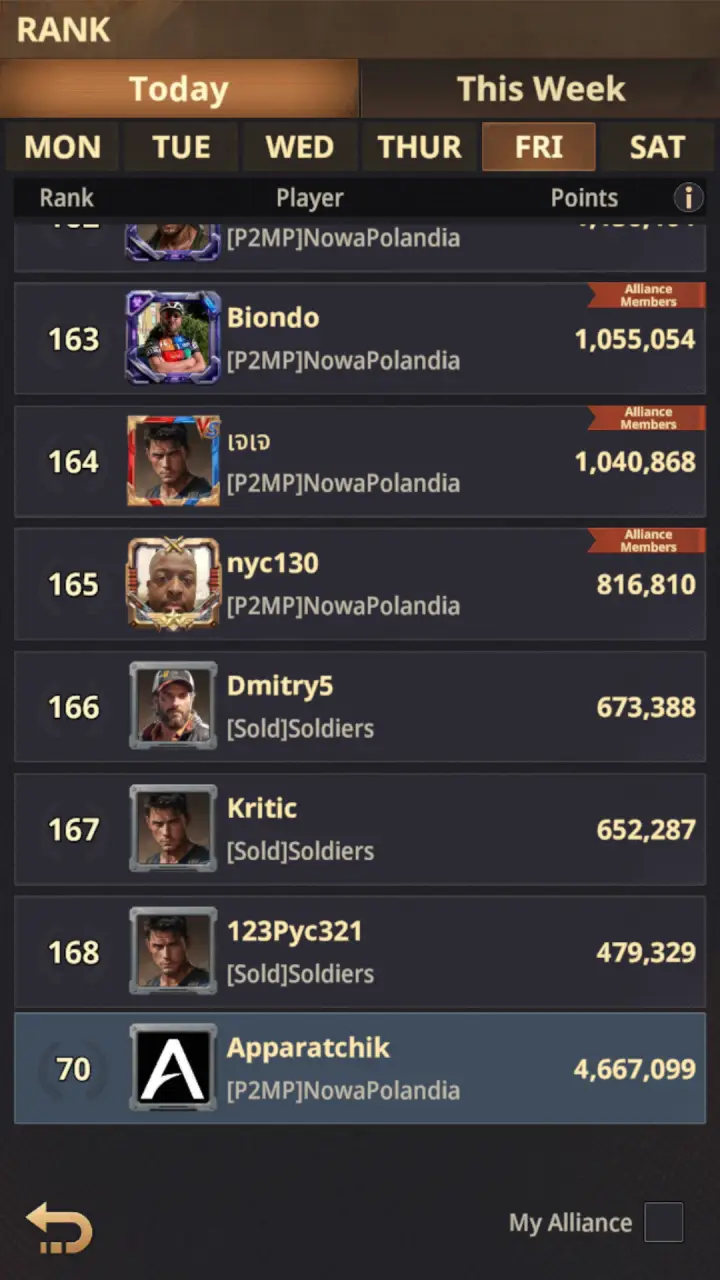 RANK
Today
This Week
MON TUE WED THUR FRI SAT
Rank Player Points i
[P2MP]NowaPolandia
Alliance Members
163 Biondo 1,055,054
[P2MP]NowaPolandia
Alliance Members
VS
164 เจเจ 1,040,868
[P2MP]NowaPolandia
Alliance Members
165 nyc130 816,810
[P2MP]NowaPolandia
166 Dmitry5 673,388
[Sold]Soldiers
167 Kritic 652,287
[Sold]Soldiers
168 123Pyc321 479,329
[Sold]Soldiers
70 Apparatchik 4,667,099
[P2MP]NowaPolandia
My Alliance